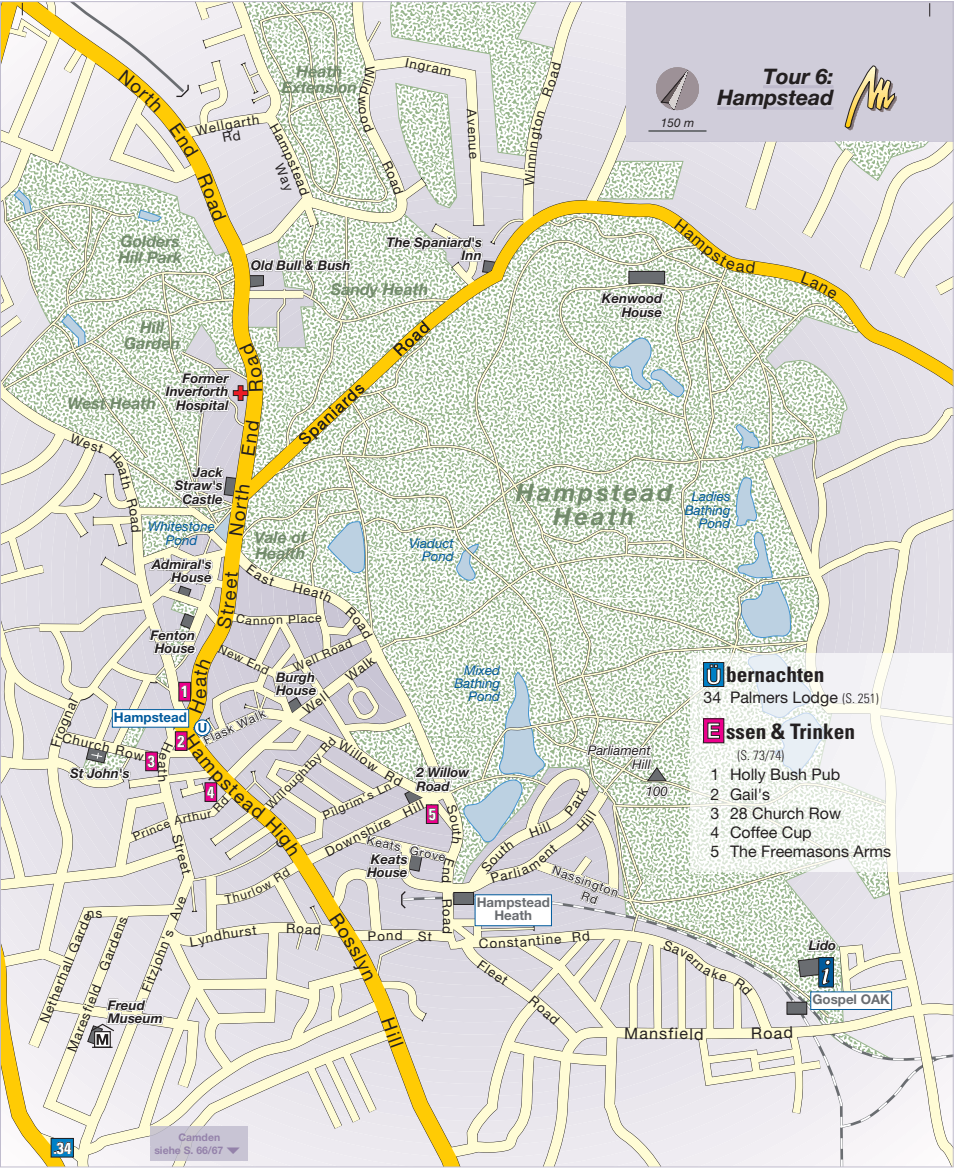 Tour 6:
Hampstead
150 m
North End Road
Wellgarth
Rd
Hampstead
Way
Heath
Extension
Wildwood
Road
Ingram
Avenue
Winnington Road
Hampstead Lane
Golders
Hill Park
Old Bull & Bush
The Spaniard's
Inn
Sandy Heath
Kenwood
House
Hill
Garden
Spaniards Road
North End Road
Former
Inverforth
Hospital
West Heath
West Heath Road
Jack
Straw's
Castle
Hampstead
Heath
Ladies
Bathing
Pond
Whitestone
Pond
Vale of
Health
Viaduct
Pond
Admiral's
House
East Heath Road
Fenton
House
Heath Street
Cannon Place
New End
Well Road
Well Walk
Burgh
House
Mixed
Bathing
Pond
1
Hampstead
U
Flask Walk
2
Frognal
Church Row
Heath
Street
St John's
3
4
Hampstead High
Willoughby Rd
Willow Rd
Pilgrim's Ln
2 Willow
Road
Prince Arthur Rd
Downshire Hill
5
South End Road
Keats Grove
Keats
House
Parliament
Hill
100
South Hill Park
Parliament Hill
Nassington
Rd
Thurlow Rd
Hampstead
Heath
Lyndhurst Road
Pond St
Constantine Rd
Rosslyn Hill
Fleet Road
Savernake Rd
Lido
i
Gospel OAK
Mansfield Road
Netherhall Gardens
Maresfield Gardens
Fitzjohn's Ave
Freud
Museum
M
34
Camden
siehe S. 66/67
Übernachten
34 Palmers Lodge (S. 251)
Essen & Trinken
(S. 73/74)
1 Holly Bush Pub
2 Gail's
3 28 Church Row
4 Coffee Cup
5 The Freemasons Arms